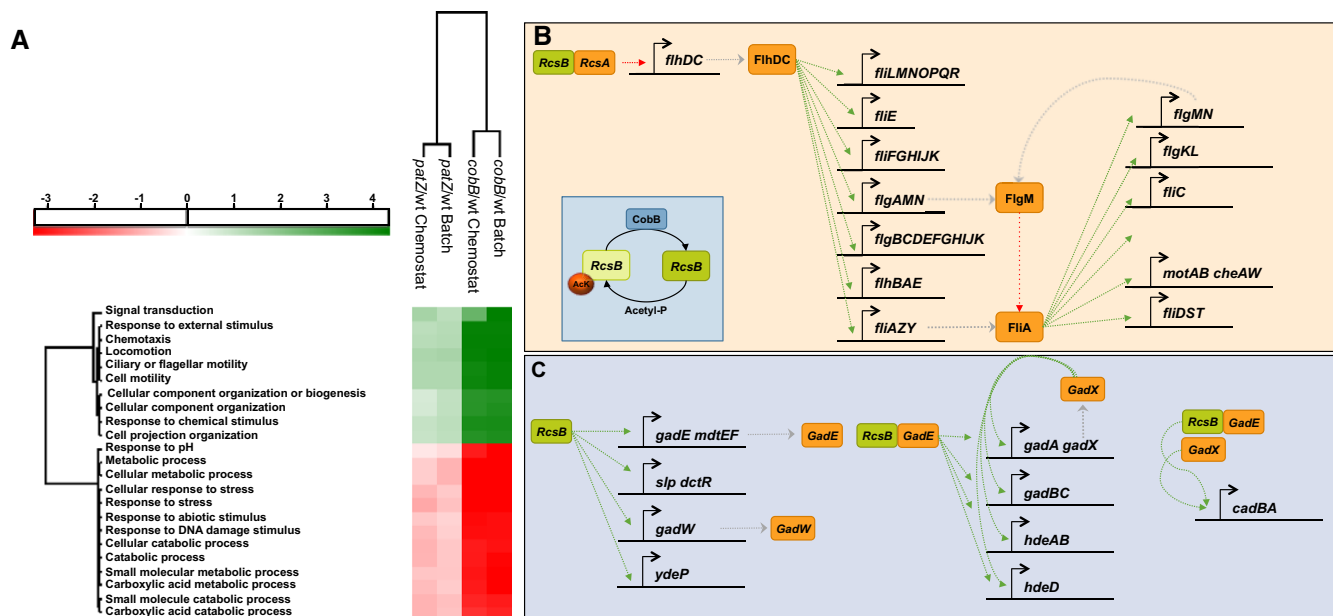 A
-3 -2 -1 0 1 2 3 4
patZ/wt Chemostat
patZ/wt Batch
cobB/wt Chemostat
cobB/wt Batch
Signal transduction
Response to external stimulus
Chemotaxis
Locomotion
Ciliary or flagellar motility
Cell motility
Cellular component organization or biogenesis
Cellular component organization
Response to chemical stimulus
Cell projection organization
Response to pH
Metabolic process
Cellular metabolic process
Cellular response to stress
Response to stress
Response to abiotic stimulus
Response to DNA damage stimulus
Cellular catabolic process
Catabolic process
Small molecular metabolic process
Carboxylic acid metabolic process
Small molecule catabolic process
Carboxylic acid catabolic process
B
RcsB RcsA
flhDC
FlhDC
fliLMNOPQR
fliE
fliFGHIJK
flgAMN
flgBCDEFGHIJK
flhBAE
fliAZY
FlgM
FliA
flgMN
flgKL
fliC
motAB cheAW
fliDST
CobB
RcsB
AcK
RcsB
Acetyl-P
C
RcsB
gadE mdtEF
GadE
slp dctR
gadW
GadW
ydeP
RcsB GadE
GadX
gadA gadX
gadBC
hdeAB
hdeD
RcsB GadE
GadX
cadBA